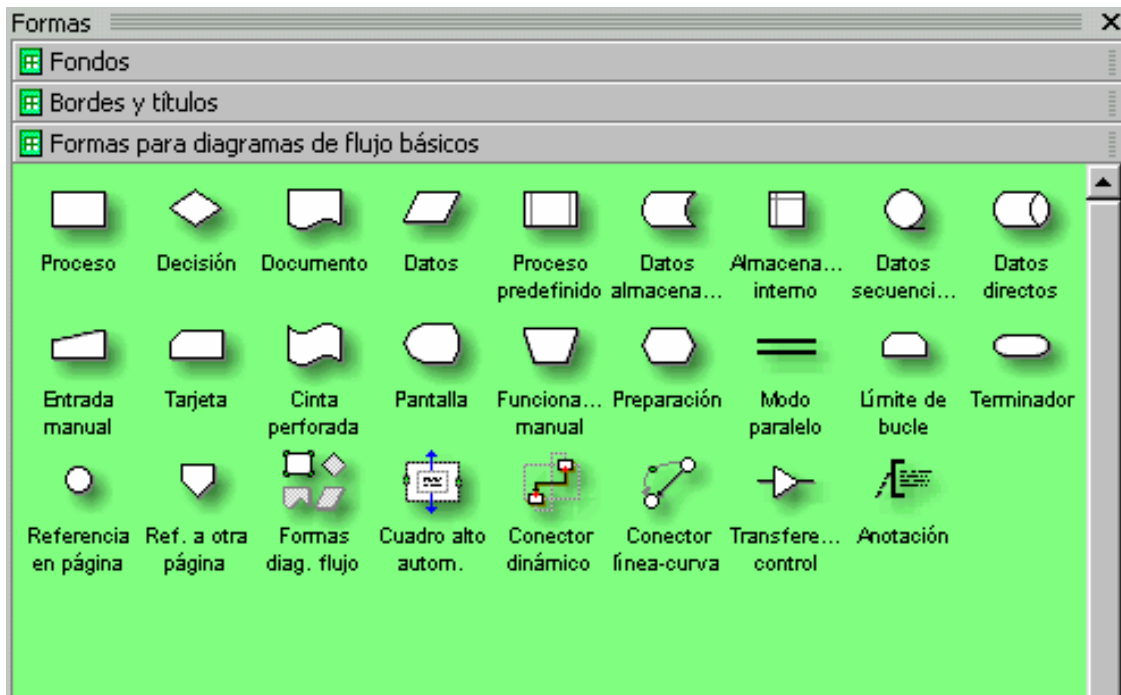 Formas
Fondos
Bordes y títulos
Formas para diagramas de flujo básicos
Proceso Decisión Documento Datos Proceso Datos Almacena... Datos Datos
predefinido almacena... interno secuenci... directos
Entrada Tarjeta Cinta Pantalla Funciona... Preparación Modo Límite de Terminador
manual perforada manual paralelo bucle
Referencia Ref. a otra Formas Cuadro alto Conector Conector Transfere... Anotación
en página página diag. flujo autom. dinámico línea-curva control